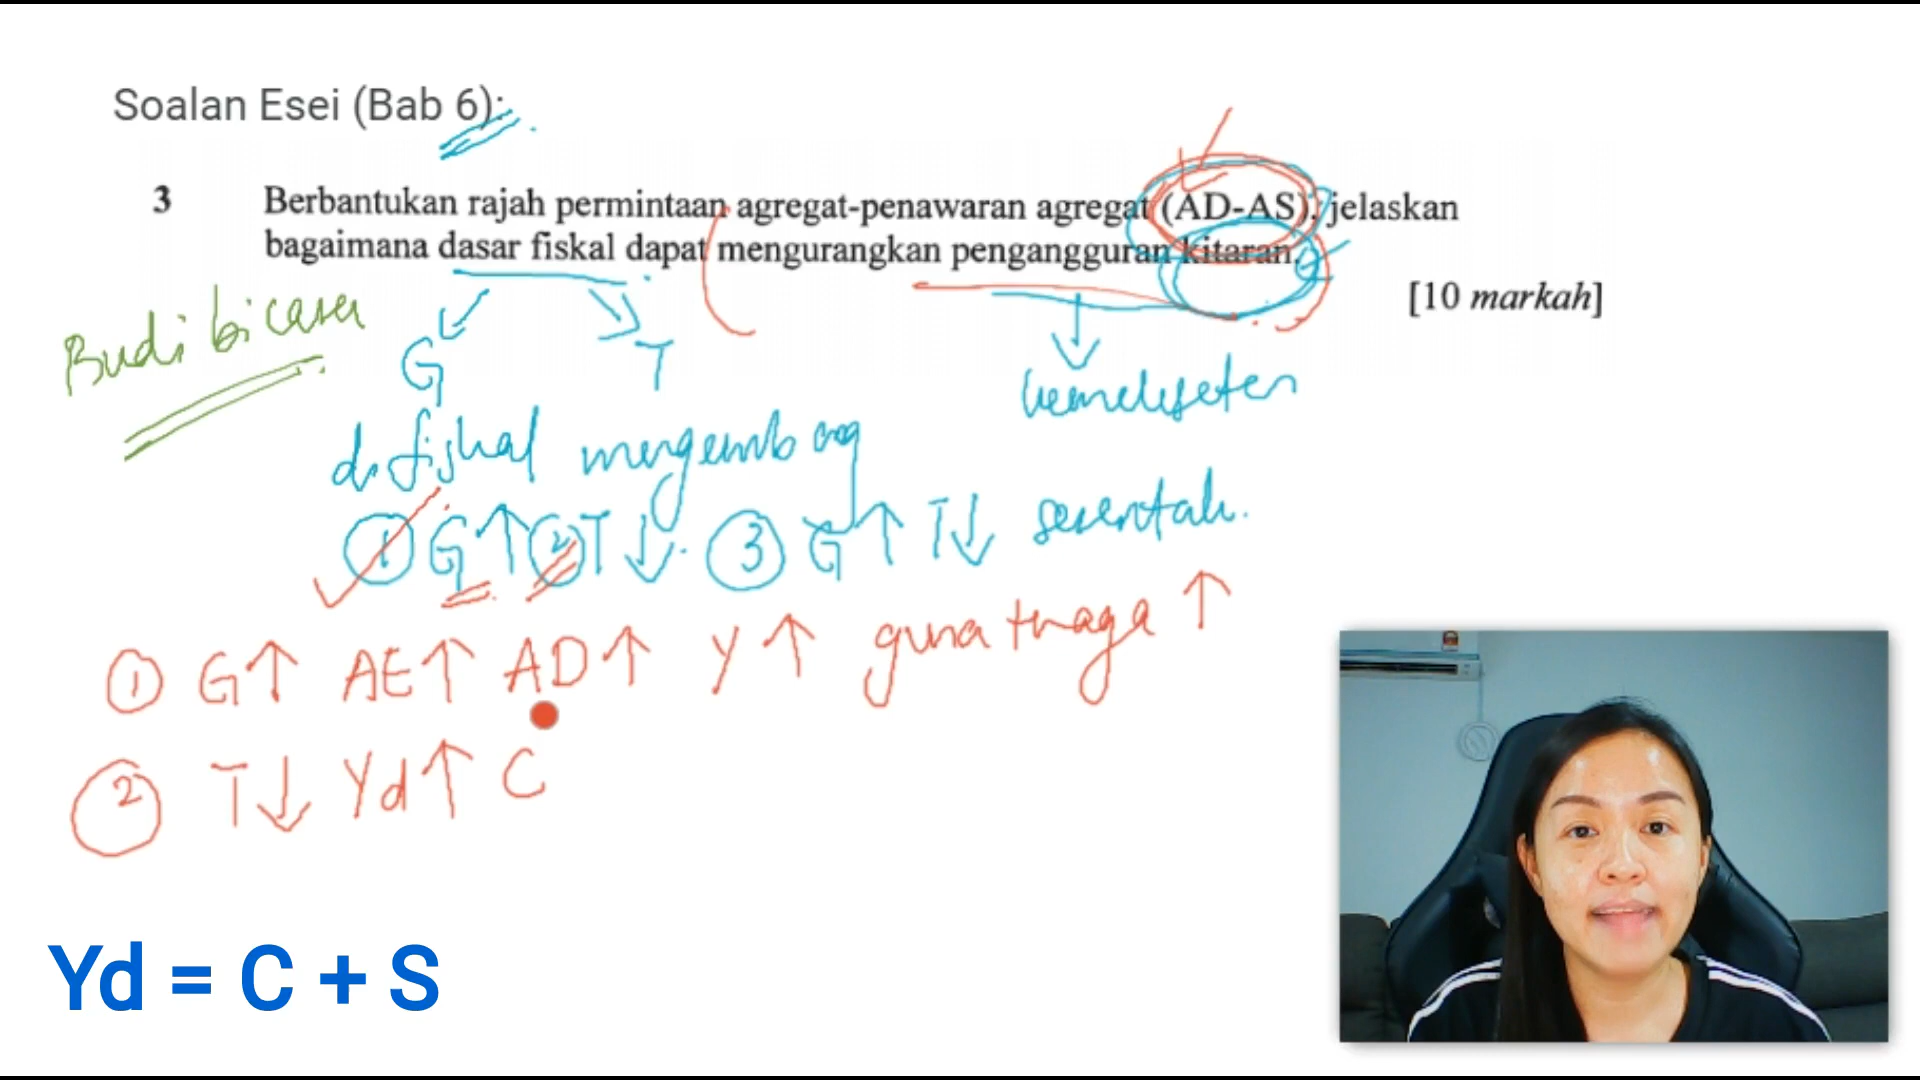 Soalan Esei (Bab 6):
3 Berbantukan rajah permintaan agregat-penawaran agregat (AD-AS), jelaskan
bagaimana dasar fiskal dapat mengurangkan pengangguran kitaran.
[10 markah]
Budi bicara
G T
kemelesetan
d. fiskal mengembang
① G↑ ② T↓. ③ G↑ T↓ serentak.
① G↑ AE↑ AD↑ Y↑ guna tnaga ↑
② T↓ Yd↑ C
Yd = C + S